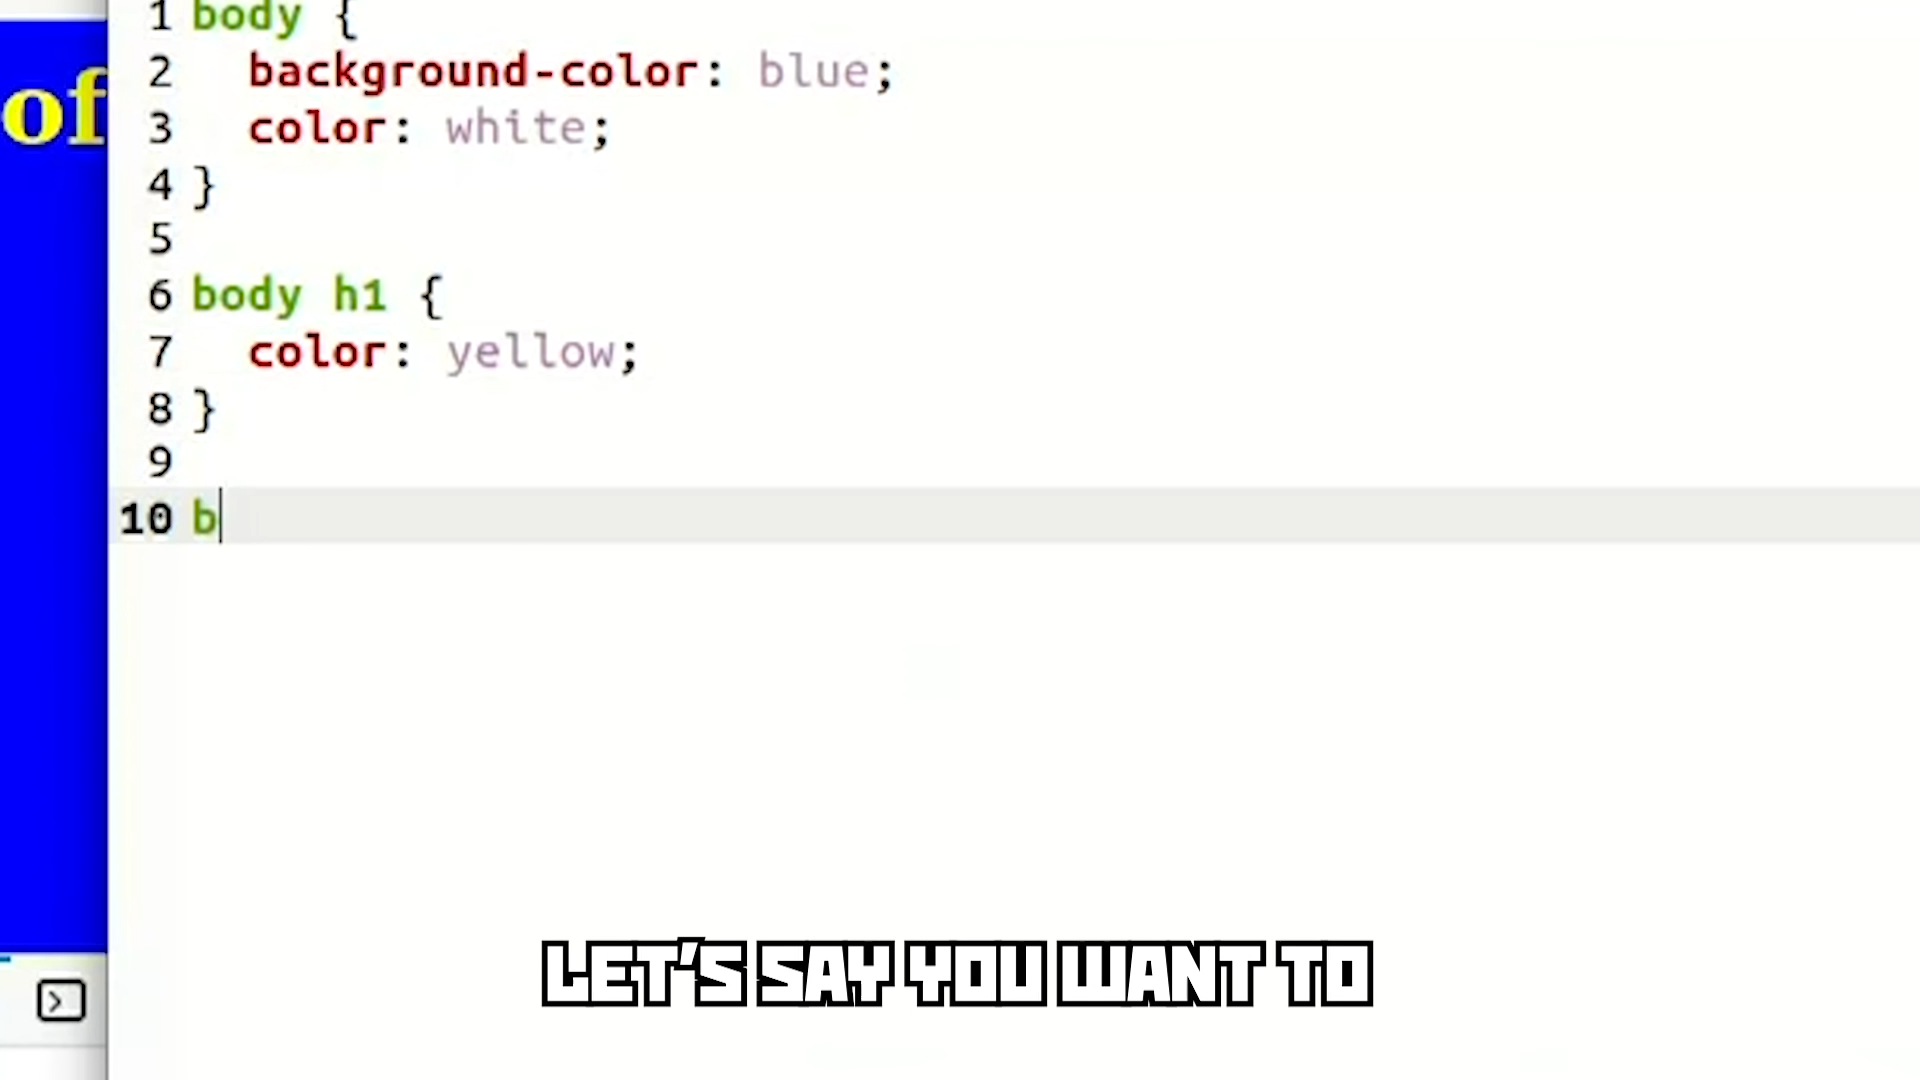 of
1 body {
2   background-color: blue;
3   color: white;
4 }
5
6 body h1 {
7   color: yellow;
8 }
9
10 b
LET'S SAY YOU WANT TO